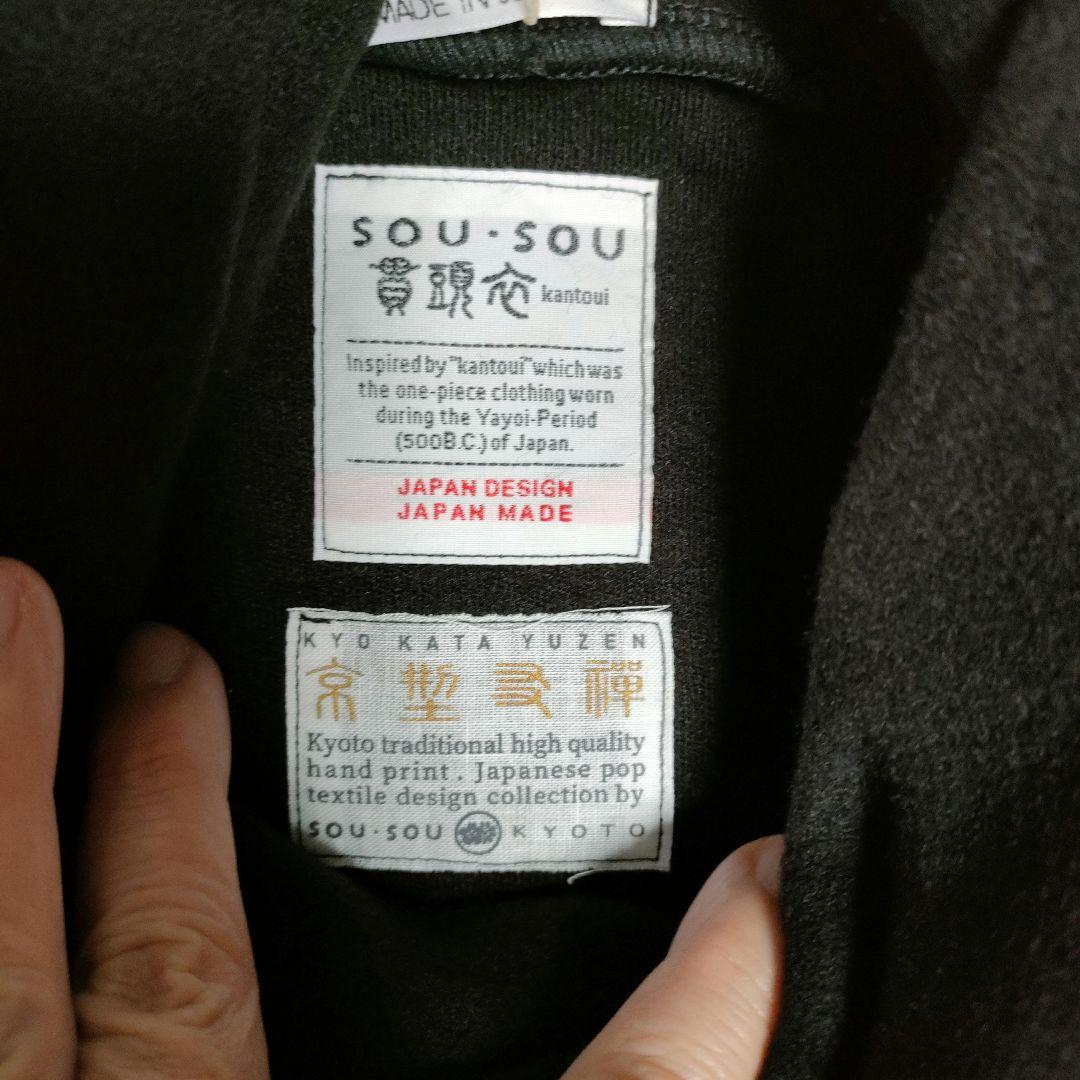 MADE IN
SOU・SOU
貫頭衣 kantoui
Inspired by "kantoui" which was
the one-piece clothing worn
during the Yayoi-Period
(500B.C.) of Japan.
JAPAN DESIGN
JAPAN MADE
KYO KATA YUZEN
京型友禅
Kyoto traditional high quality
hand print. Japanese pop
textile design collection by
SOU・SOU KYOTO